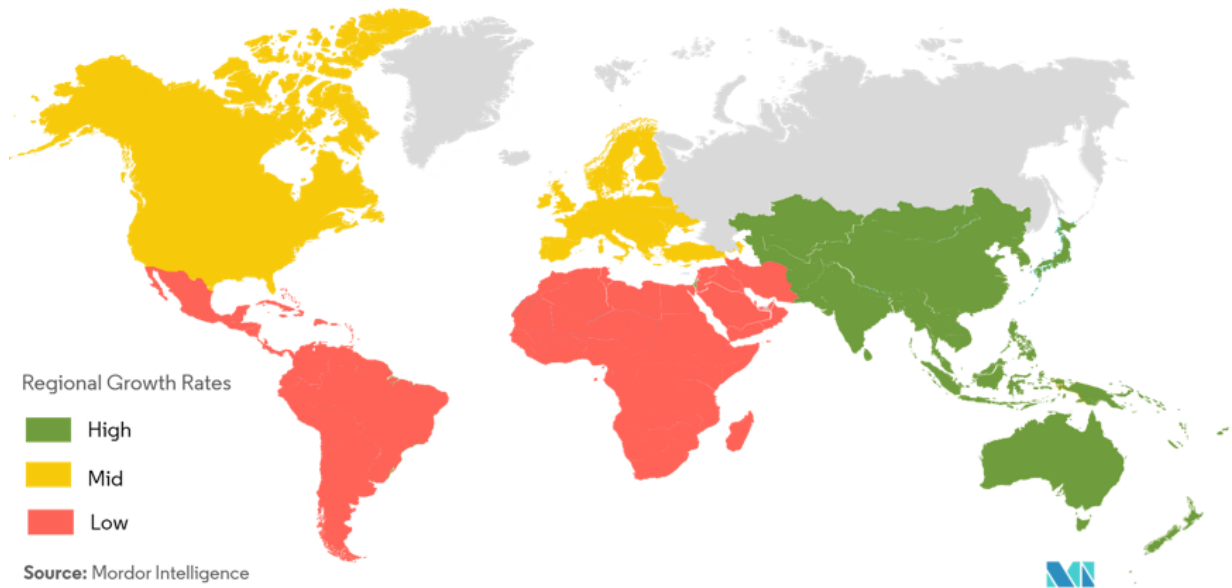 Regional Growth Rates
High
Mid
Low
Source: Mordor Intelligence